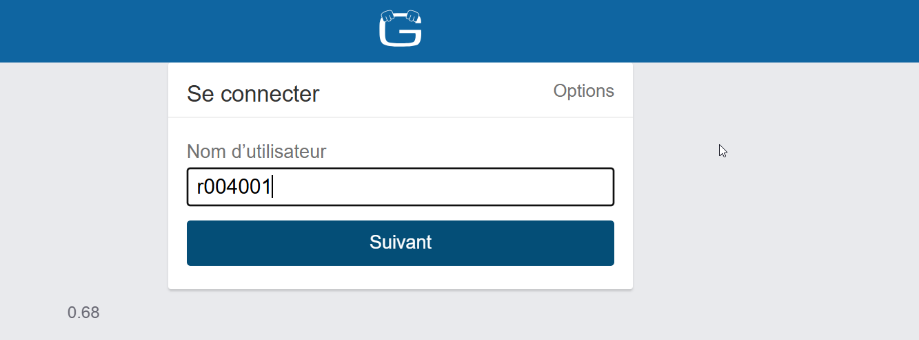 G
Se connecter
Options
Nom d’utilisateur
r004001
Suivant
0.68